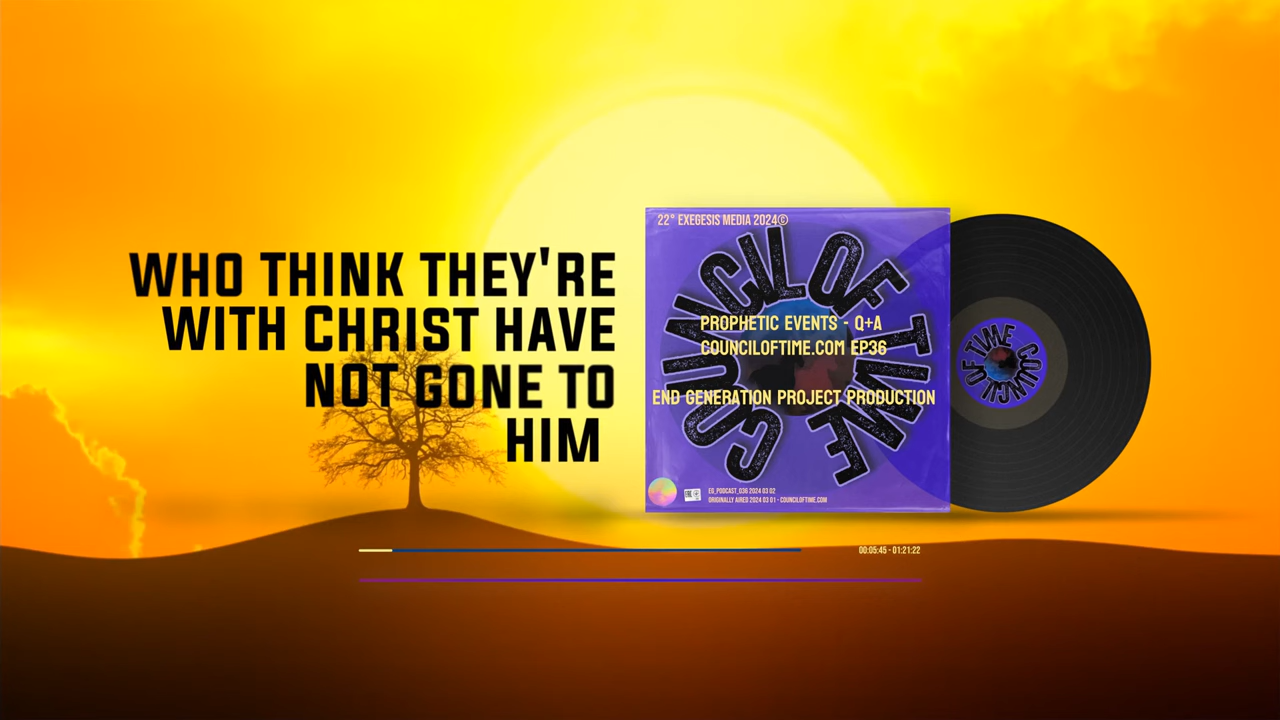 WHO THINK THEY'RE
WITH CHRIST HAVE
NOT GONE TO
HIM
22° EXEGESIS MEDIA 2024©
COUNCIL OF TIME
PROPHETIC EVENTS - Q+A
COUNCILOFTIME.COM EP36
END GENERATION PROJECT PRODUCTION
EG_PODCAST_036 2024 03 02
ORIGINALLY AIRED 2024 03 01 - COUNCILOFTIME.COM
COUNCIL OF TIME
00:05:45 - 01:21:22